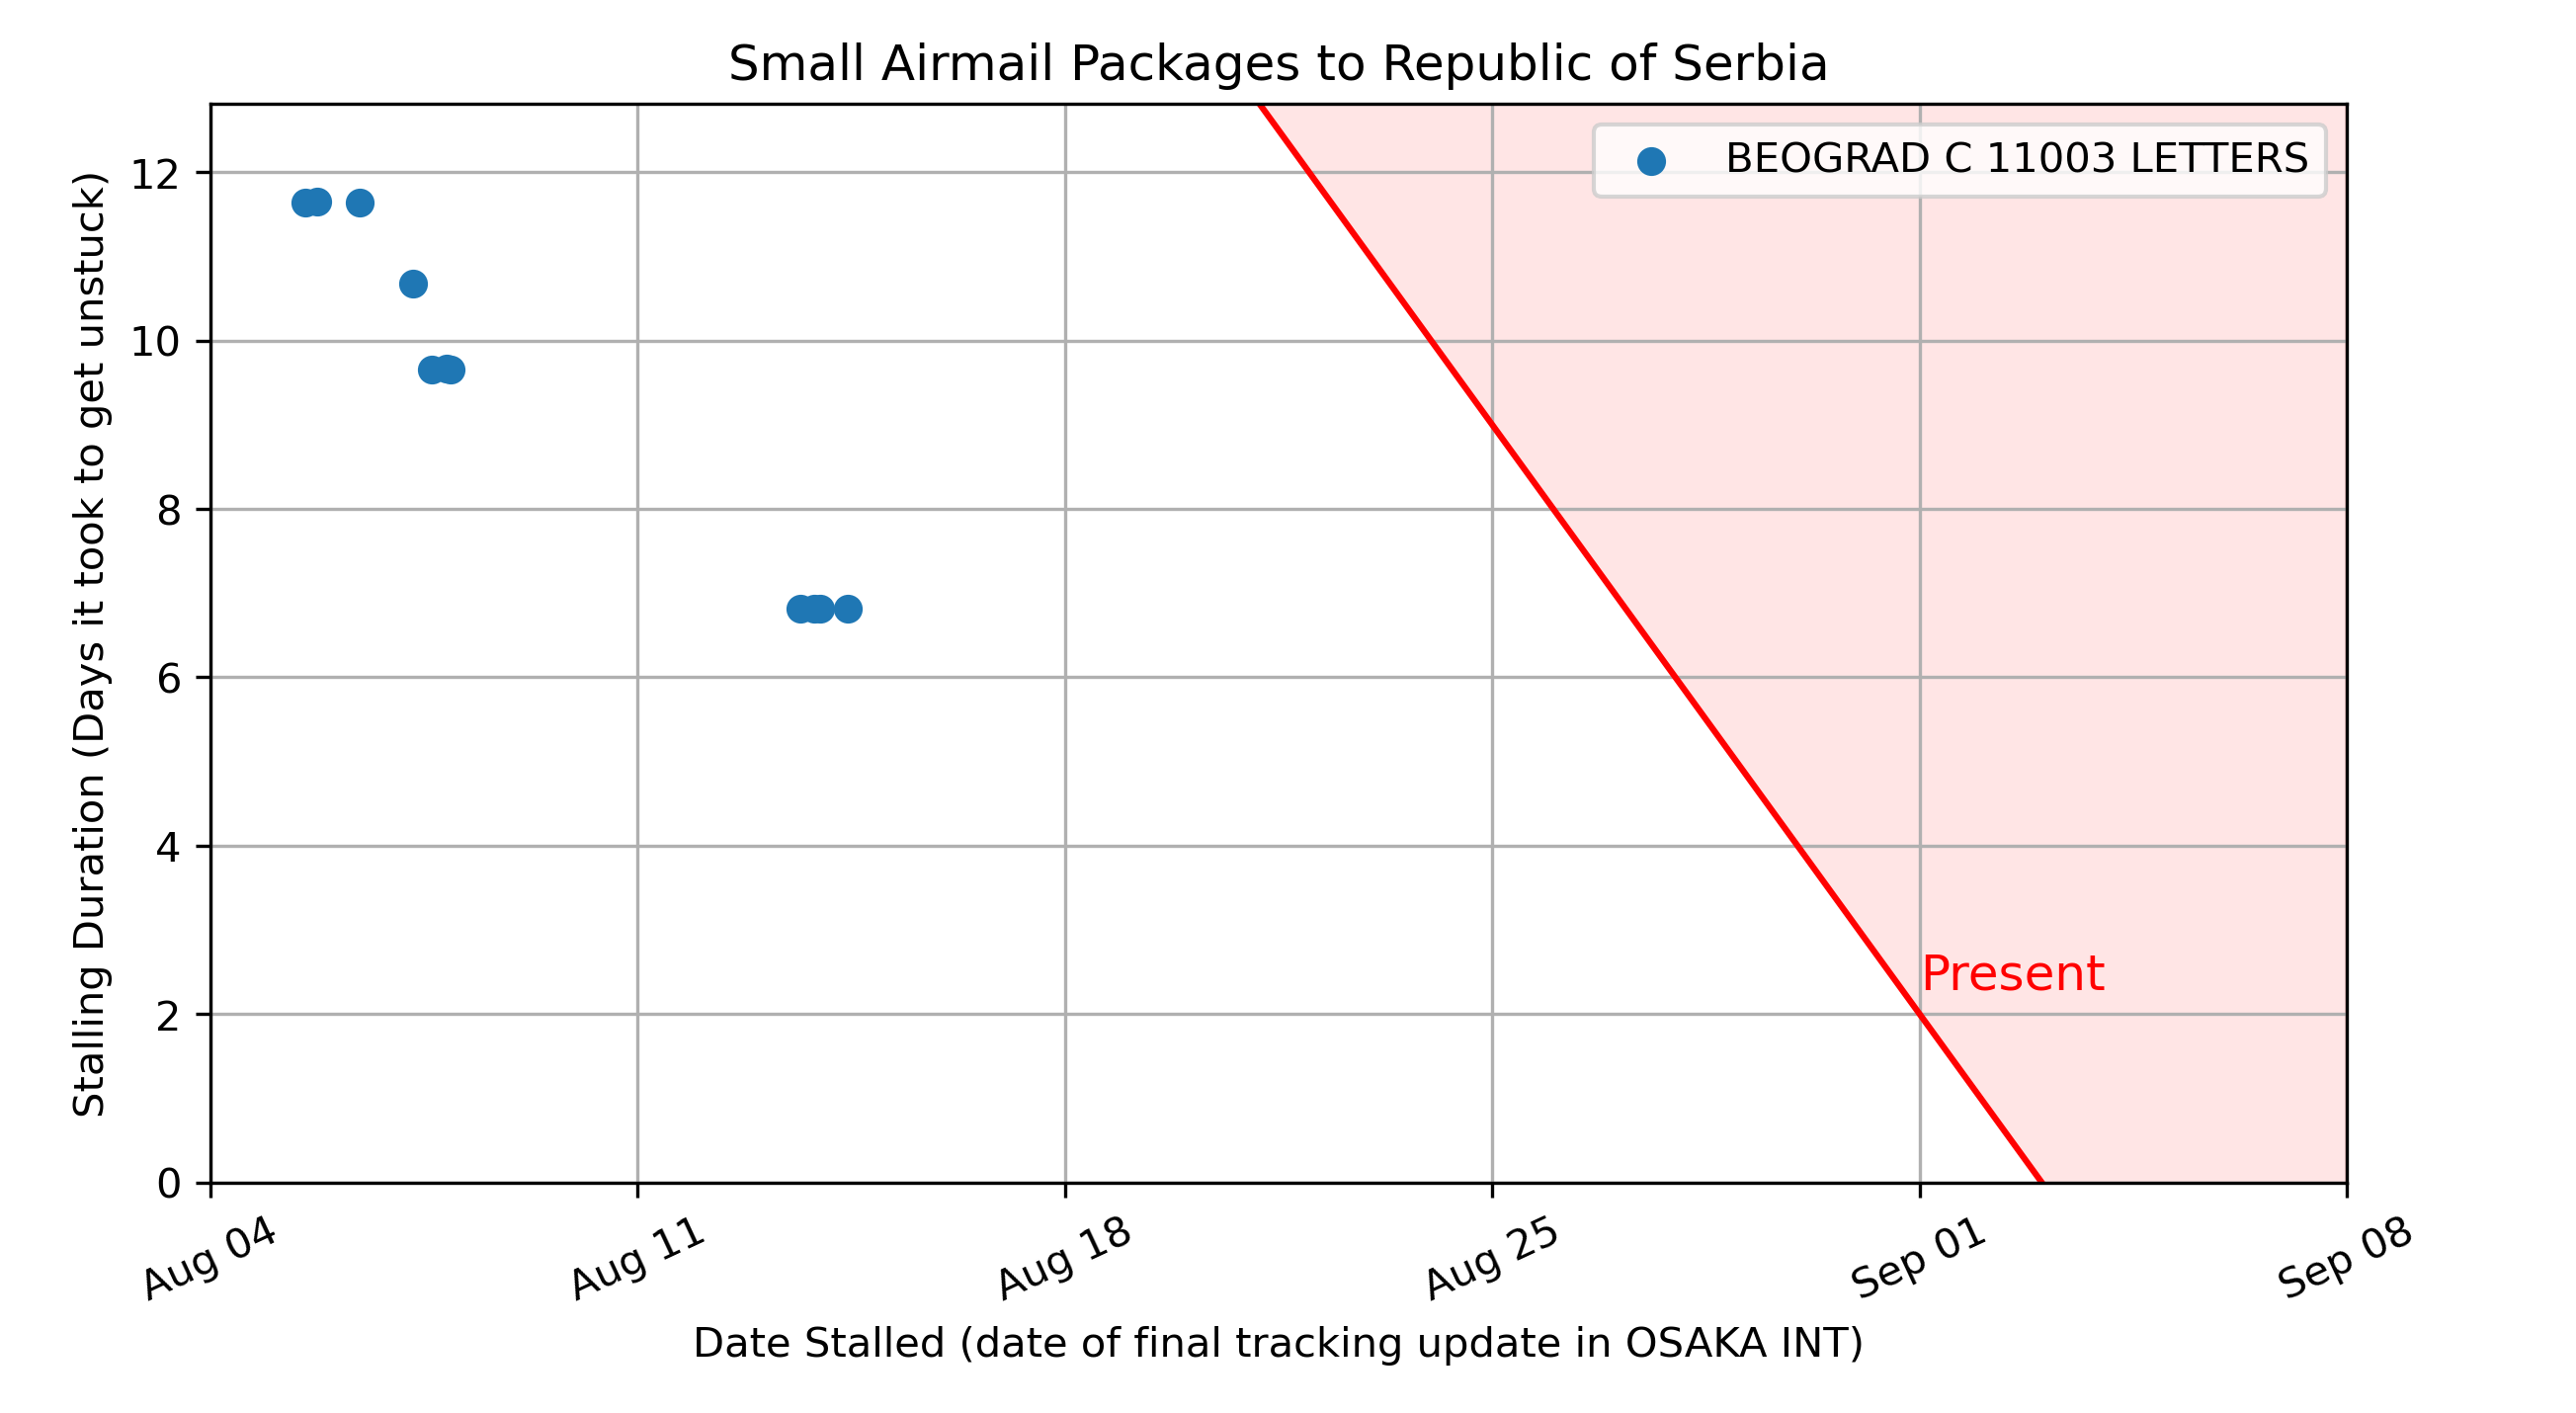 Small Airmail Packages to Republic of Serbia
BEOGRAD C 11003 LETTERS
Stalling Duration (Days it took to get unstuck)
12
10
8
6
4
2
0
Present
Aug 04
Aug 11
Aug 18
Aug 25
Sep 01
Sep 08
Date Stalled (date of final tracking update in OSAKA INT)